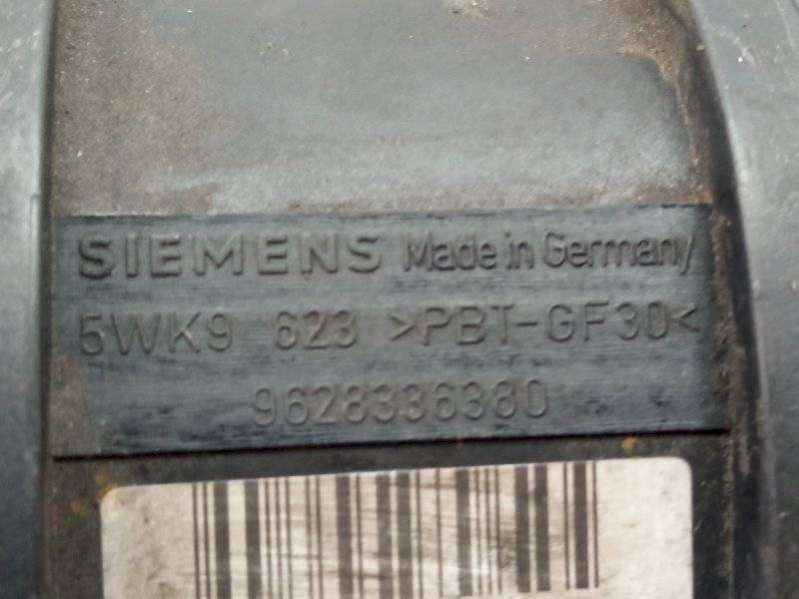 SIEMENS Made in Germany
5WK9 623 >PBT-GF30<
9628336380